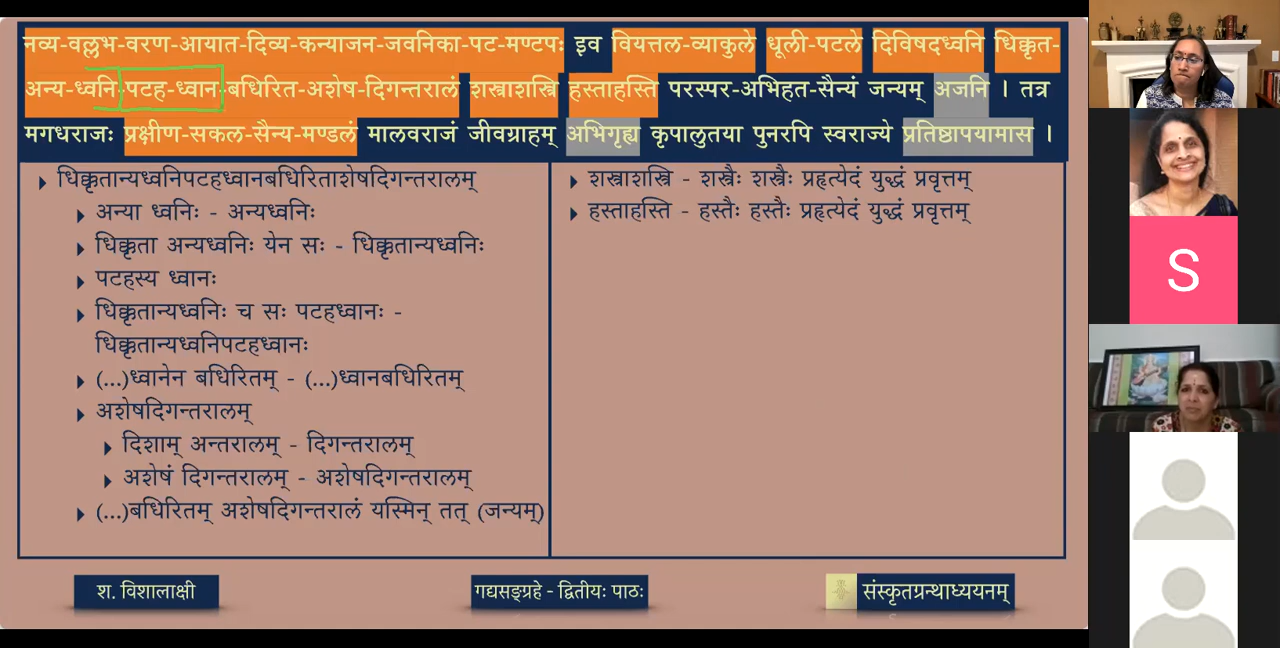 नव्य-वल्लभ-वरण-आयात-दिव्य-कन्याजन-जवनिका-पट-मण्टपः इव वियत्तल-व्याकुले धूली-पटले दिविषदध्वनि धिक्कृत-
अन्य-ध्वनि-पटह-ध्वान-बधिरित-अशेष-दिगन्तरालं शस्त्राशस्त्रि हस्ताहस्ति परस्पर-अभिहत-सैन्यं जन्यम् अजनि । तत्र
मगधराजः प्रक्षीण-सकल-सैन्य-मण्डलं मालवराजं जीवग्राहम् अभिगृह्य कृपालुतया पुनरपि स्वराज्ये प्रतिष्ठापयामास ।
धिक्कृतान्यध्वनिपटहध्वानबधिरिताशेषदिगन्तरालम्
अन्या ध्वनिः - अन्यध्वनिः
धिक्कृता अन्यध्वनिः येन सः - धिक्कृतान्यध्वनिः
पटहस्य ध्वानः
धिक्कृतान्यध्वनिः च सः पटहध्वानः -
धिक्कृतान्यध्वनिपटहध्वानः
(...)ध्वानेन बधिरितम् - (...)ध्वानबधिरितम्
अशेषदिगन्तरालम्
दिशाम् अन्तरालम् - दिगन्तरालम्
अशेषं दिगन्तरालम् - अशेषदिगन्तरालम्
(...)बधिरितम् अशेषदिगन्तरालं यस्मिन् तत् (जन्यम्)
शस्त्राशस्त्रि - शस्त्रैः शस्त्रैः प्रहृत्येदं युद्धं प्रवृत्तम्
हस्ताहस्ति - हस्तैः हस्तैः प्रहृत्येदं युद्धं प्रवृत्तम्
श. विशालाक्षी
गद्यसङ्ग्रहे - द्वितीयः पाठः
संस्कृतग्रन्थाध्ययनम्
S